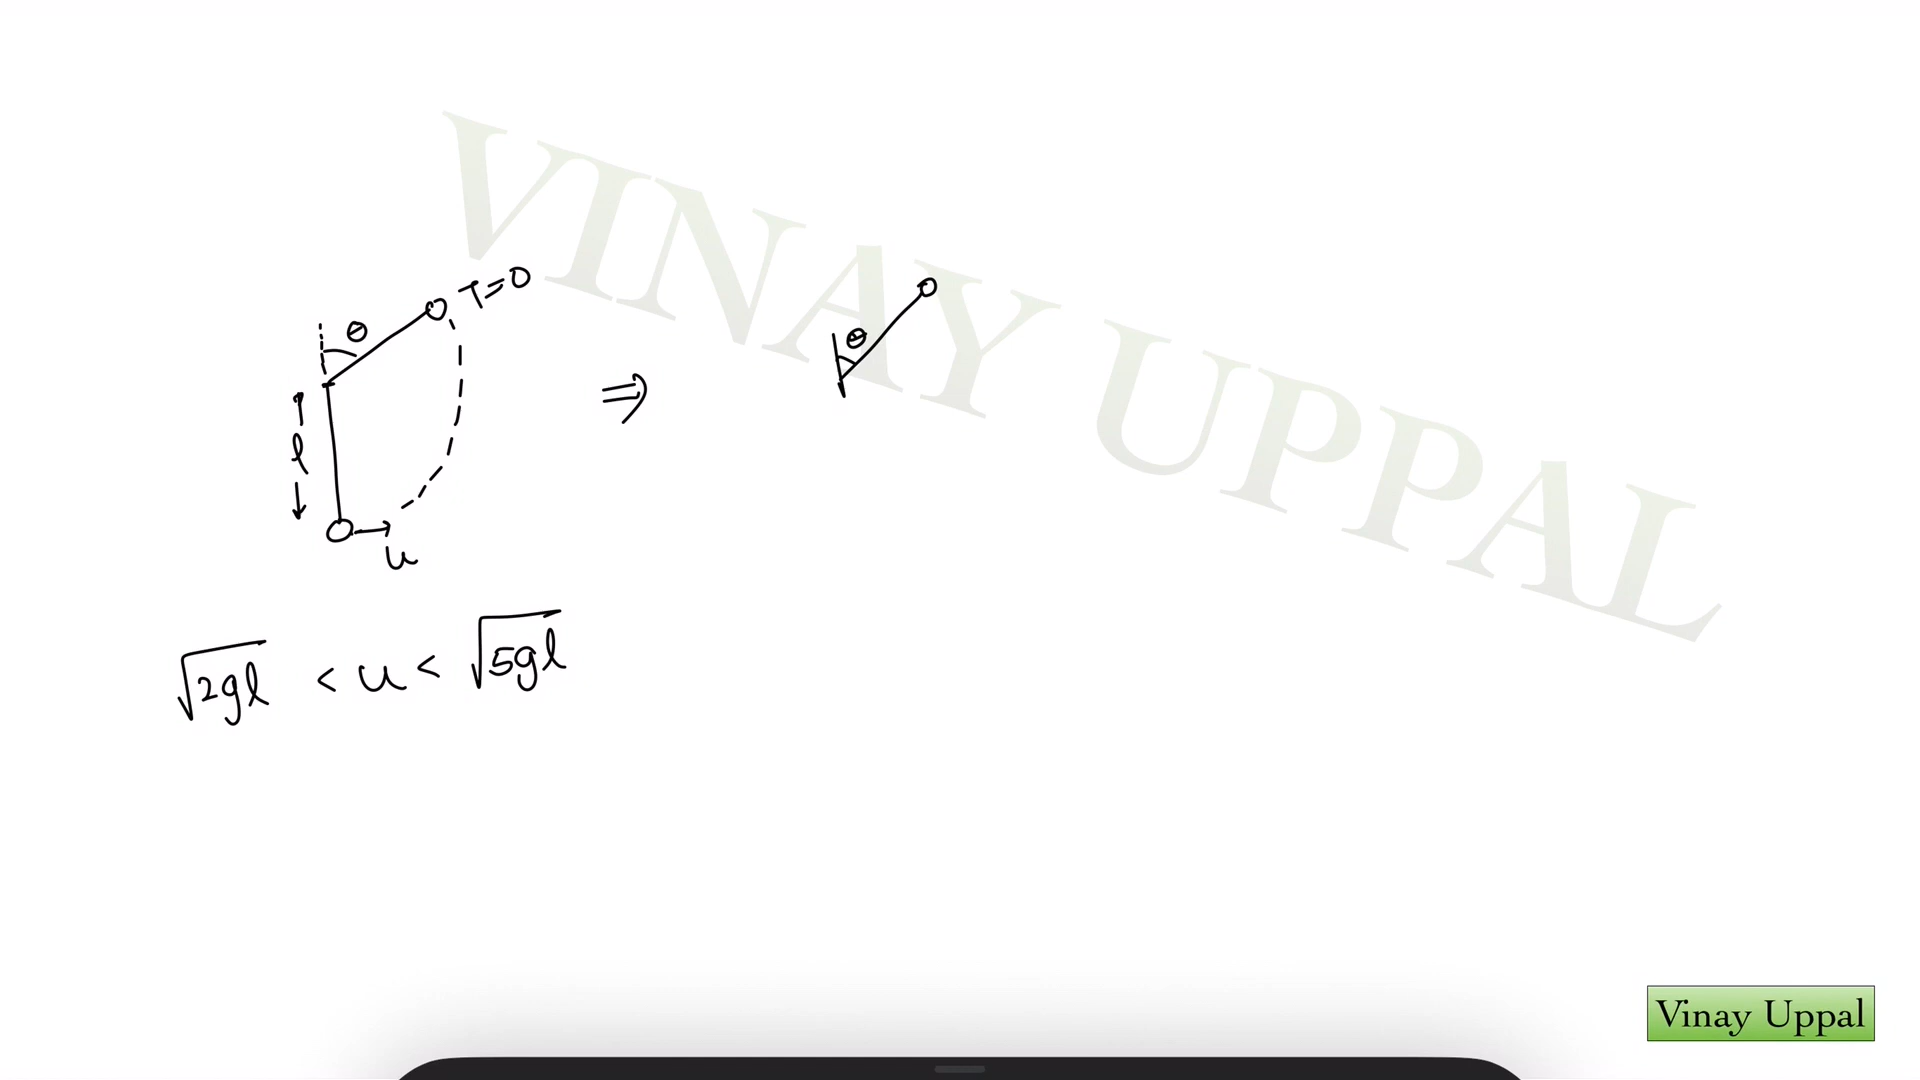 VINAY UPPAL
T=0
θ
θ
⇒
l
u
√2gl < u < √5gl
Vinay Uppal